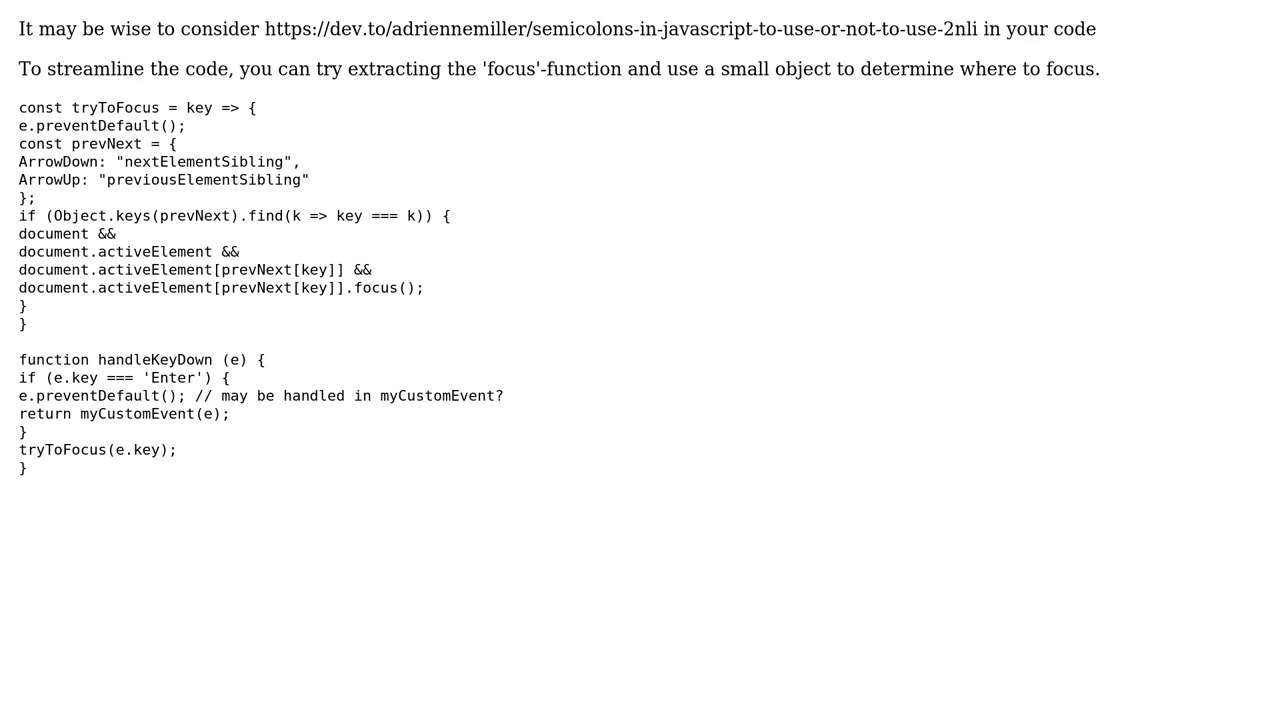 It may be wise to consider https://dev.to/adriennemiller/semicolons-in-javascript-to-use-or-not-to-use-2nli in your code
To streamline the code, you can try extracting the 'focus'-function and use a small object to determine where to focus.
const tryToFocus = key => {
e.preventDefault();
const prevNext = {
ArrowDown: "nextElementSibling",
ArrowUp: "previousElementSibling"
};
if (Object.keys(prevNext).find(k => key === k)) {
document &&
document.activeElement &&
document.activeElement[prevNext[key]] &&
document.activeElement[prevNext[key]].focus();
}
}
function handleKeyDown (e) {
if (e.key === 'Enter') {
e.preventDefault(); // may be handled in myCustomEvent?
return myCustomEvent(e);
}
tryToFocus(e.key);
}